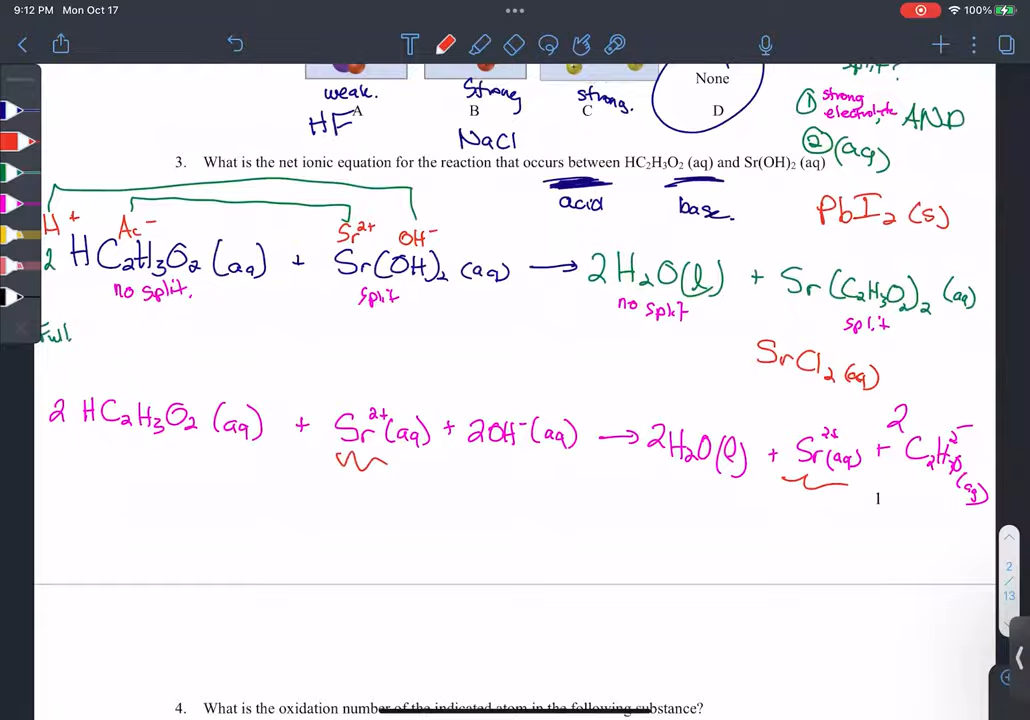 9:12 PM Mon Oct 17
100%
None
weak.
Strong
strong.
strong electrolyte,
AND
A
B
C
D
HF
NaCl
② (aq)
3. What is the net ionic equation for the reaction that occurs between HC₂H₃O₂ (aq) and Sr(OH)₂ (aq)
acid
base.
PbI₂ (s)
H⁺
Ac⁻
Sr²⁺
OH⁻
2 HC₂H₃O₂ (aq) + Sr(OH)₂ (aq) → 2H₂O(l) + Sr(C₂H₃O₂)₂ (aq)
no split.
split
no split
split
Full
SrCl₂ (aq)
2 HC₂H₃O₂ (aq) + Sr²⁺(aq) + 2OH⁻(aq) → 2H₂O(l) + Sr²⁺(aq) + 2 C₂H₃O₂⁻ (aq)
1
2
/
13
4. What is the oxidation number of the indicated atom in the following substance?